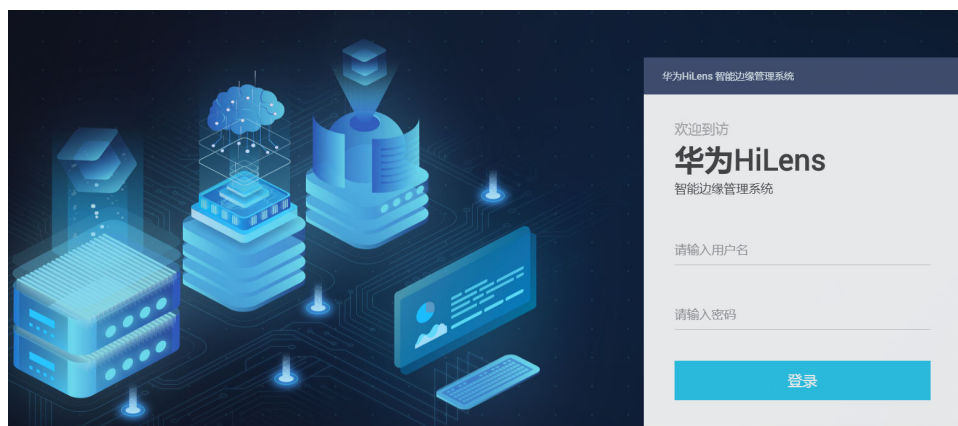 华为HiLens 智能边缘管理系统
欢迎到访
华为HiLens
智能边缘管理系统
请输入用户名
请输入密码
登录